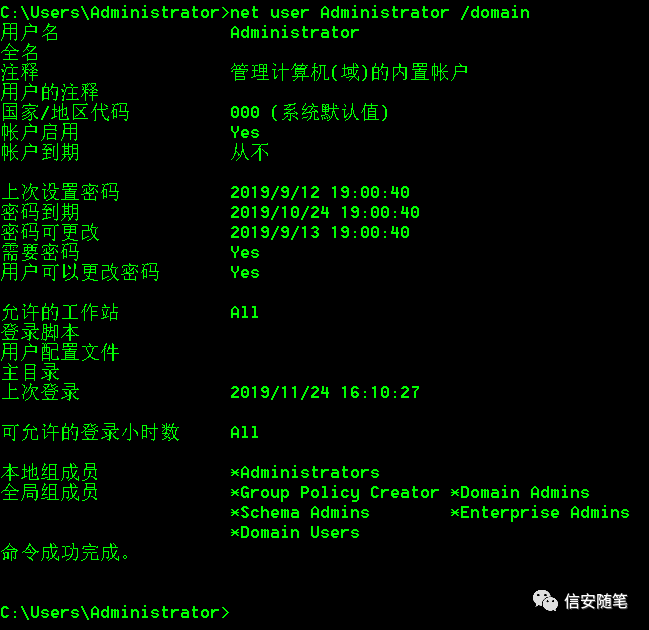 C:\Users\Administrator>net user Administrator /domain
用户名 Administrator
全名
注释 管理计算机(域)的内置帐户
用户的注释
国家/地区代码 000 (系统默认值)
帐户启用 Yes
帐户到期 从不
上次设置密码 2019/9/12 19:00:40
密码到期 2019/10/24 19:00:40
密码可更改 2019/9/13 19:00:40
需要密码 Yes
用户可以更改密码 Yes
允许的工作站 All
登录脚本
用户配置文件
主目录
上次登录 2019/11/24 16:10:27
可允许的登录小时数 All
本地组成员 *Administrators
全局组成员 *Group Policy Creator *Domain Admins
*Schema Admins *Enterprise Admins
*Domain Users
命令成功完成。
C:\Users\Administrator>
信安随笔